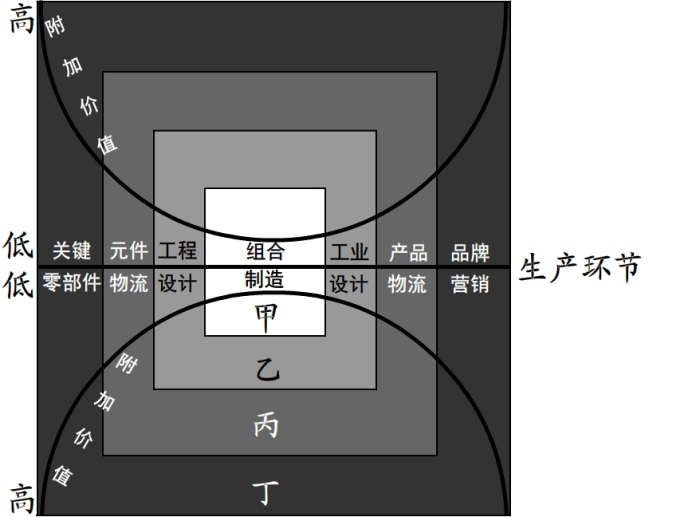 高
附加价值
低
关键 元件 工程 组合 工业 产品 品牌
生产环节
低
零部件 物流 设计 制造 设计 物流 营销
甲
乙
丙
丁
附加价值
高